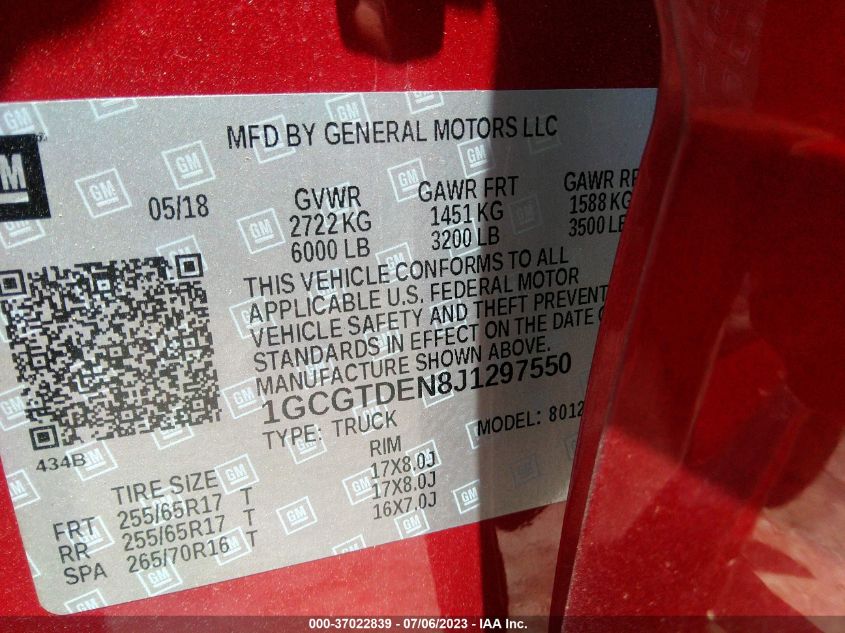 MFD BY GENERAL MOTORS LLC
GM
05/18
GVWR GAWR FRT GAWR
2722 KG 1451 KG 1588 KG
6000 LB 3200 LB 3500
THIS VEHICLE CONFORMS TO ALL
APPLICABLE U.S. FEDERAL MOTOR
VEHICLE SAFETY AND THEFT PREVENT
STANDARDS IN EFFECT ON THE DATE
MANUFACTURE SHOWN ABOVE.
1GCGTDEN8J1297550
TYPE: TRUCK MODEL: 8012
434B
TIRE SIZE RIM
FRT 255/65R17 T 17X8.0J
RR 255/65R17 T 17X8.0J
SPA 265/70R16 T 16X7.0J
000-37022839 - 07/06/2023 - IAA Inc.